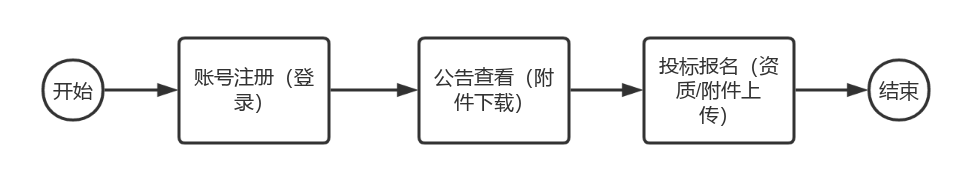 开始
账号注册（登
录）
公告查看（附
件下载）
投标报名（资
质/附件上
传）
结束